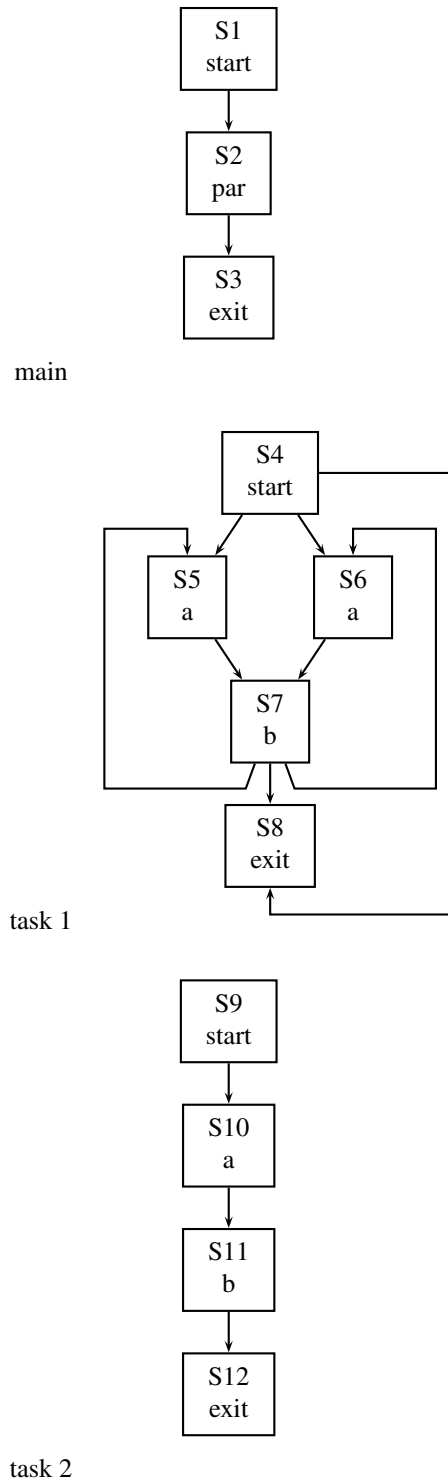 S1
start
S2
par
S3
exit
main
S4
start
S5
a
S6
a
S7
b
S8
exit
task 1
S9
start
S10
a
S11
b
S12
exit
task 2